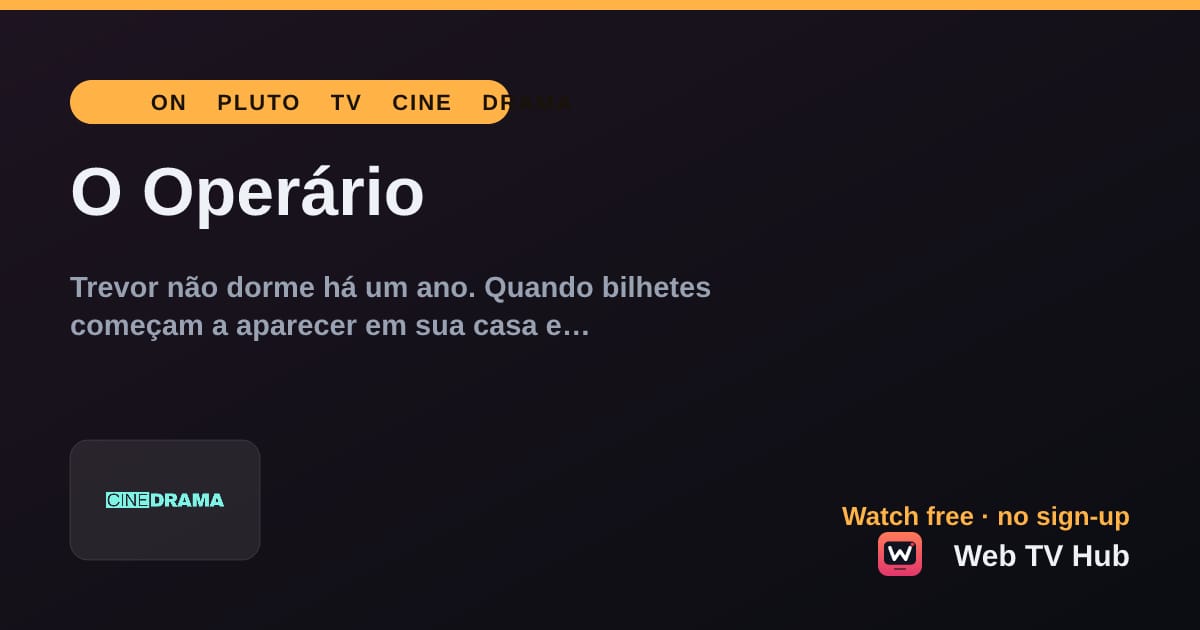 ON PLUTO TV CINE DRAMA
O Operário
Trevor não dorme há um ano. Quando bilhetes
começam a aparecer em sua casa e…
CINEDRAMA
Watch free · no sign-up
Web TV Hub